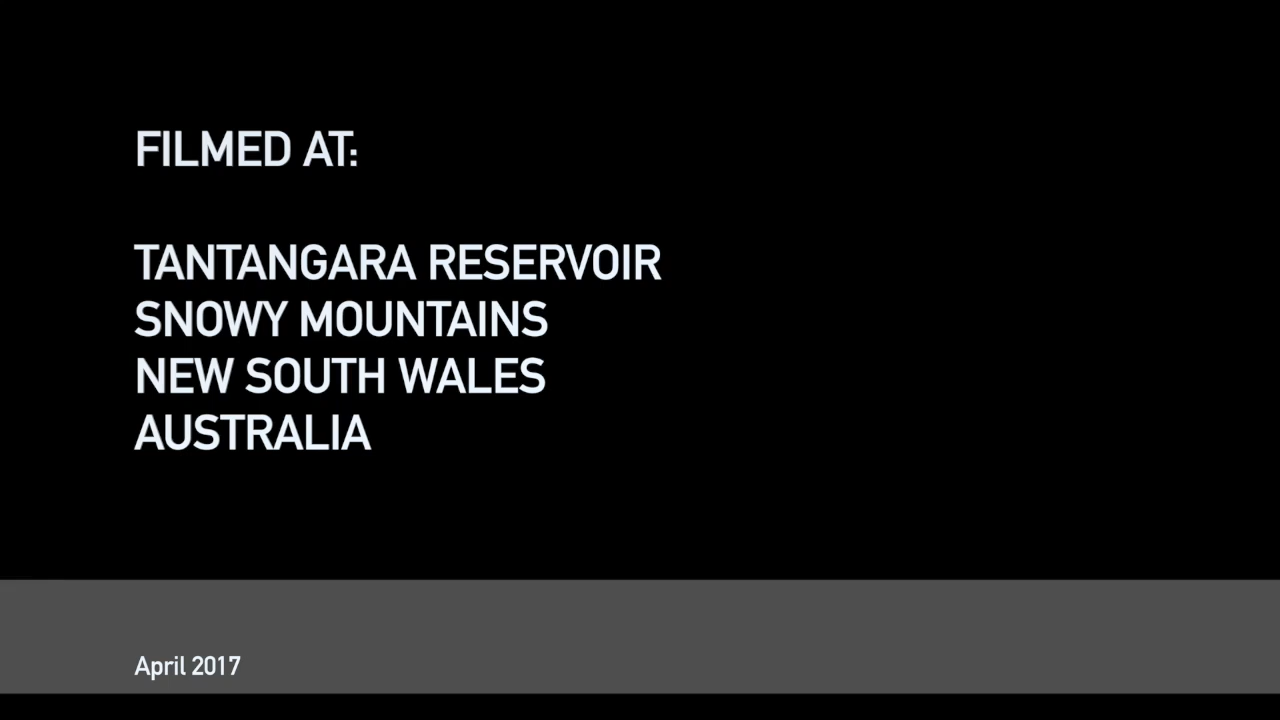 FILMED AT:
TANTANGARA RESERVOIR
SNOWY MOUNTAINS
NEW SOUTH WALES
AUSTRALIA
April 2017